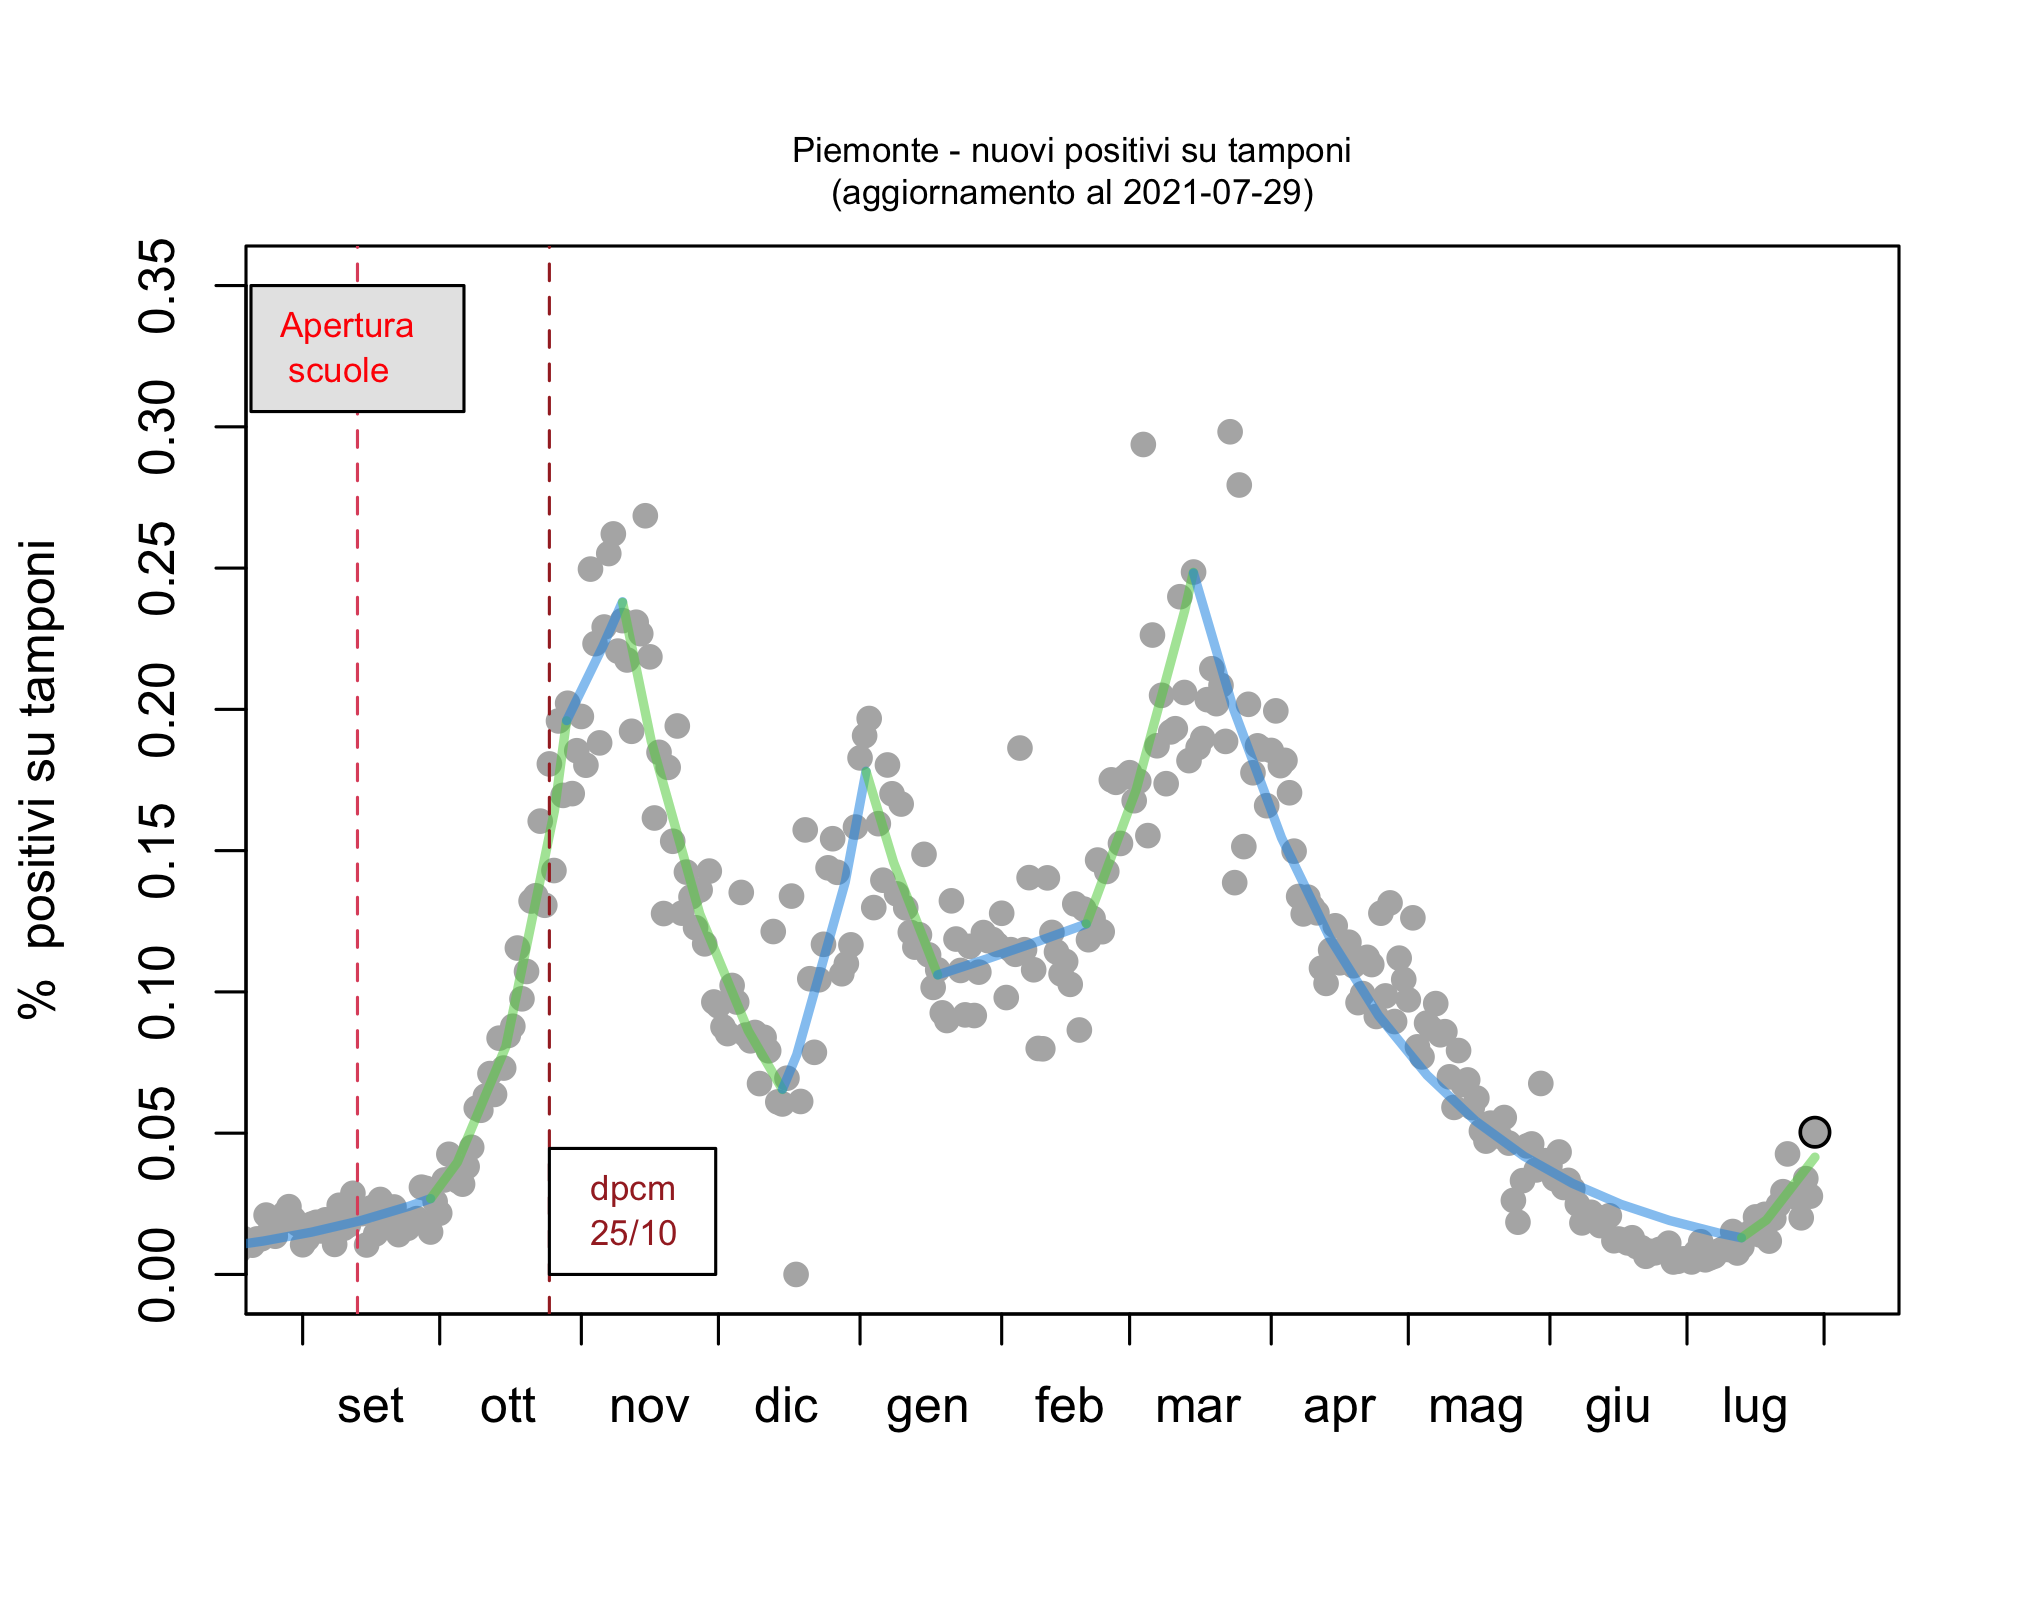 Piemonte - nuovi positivi su tamponi
(aggiornamento al 2021-07-29)
% positivi su tamponi
0.35
0.30
0.25
0.20
0.15
0.10
0.05
0.00
Apertura
scuole
dpcm
25/10
set ott nov dic gen feb mar apr mag giu lug